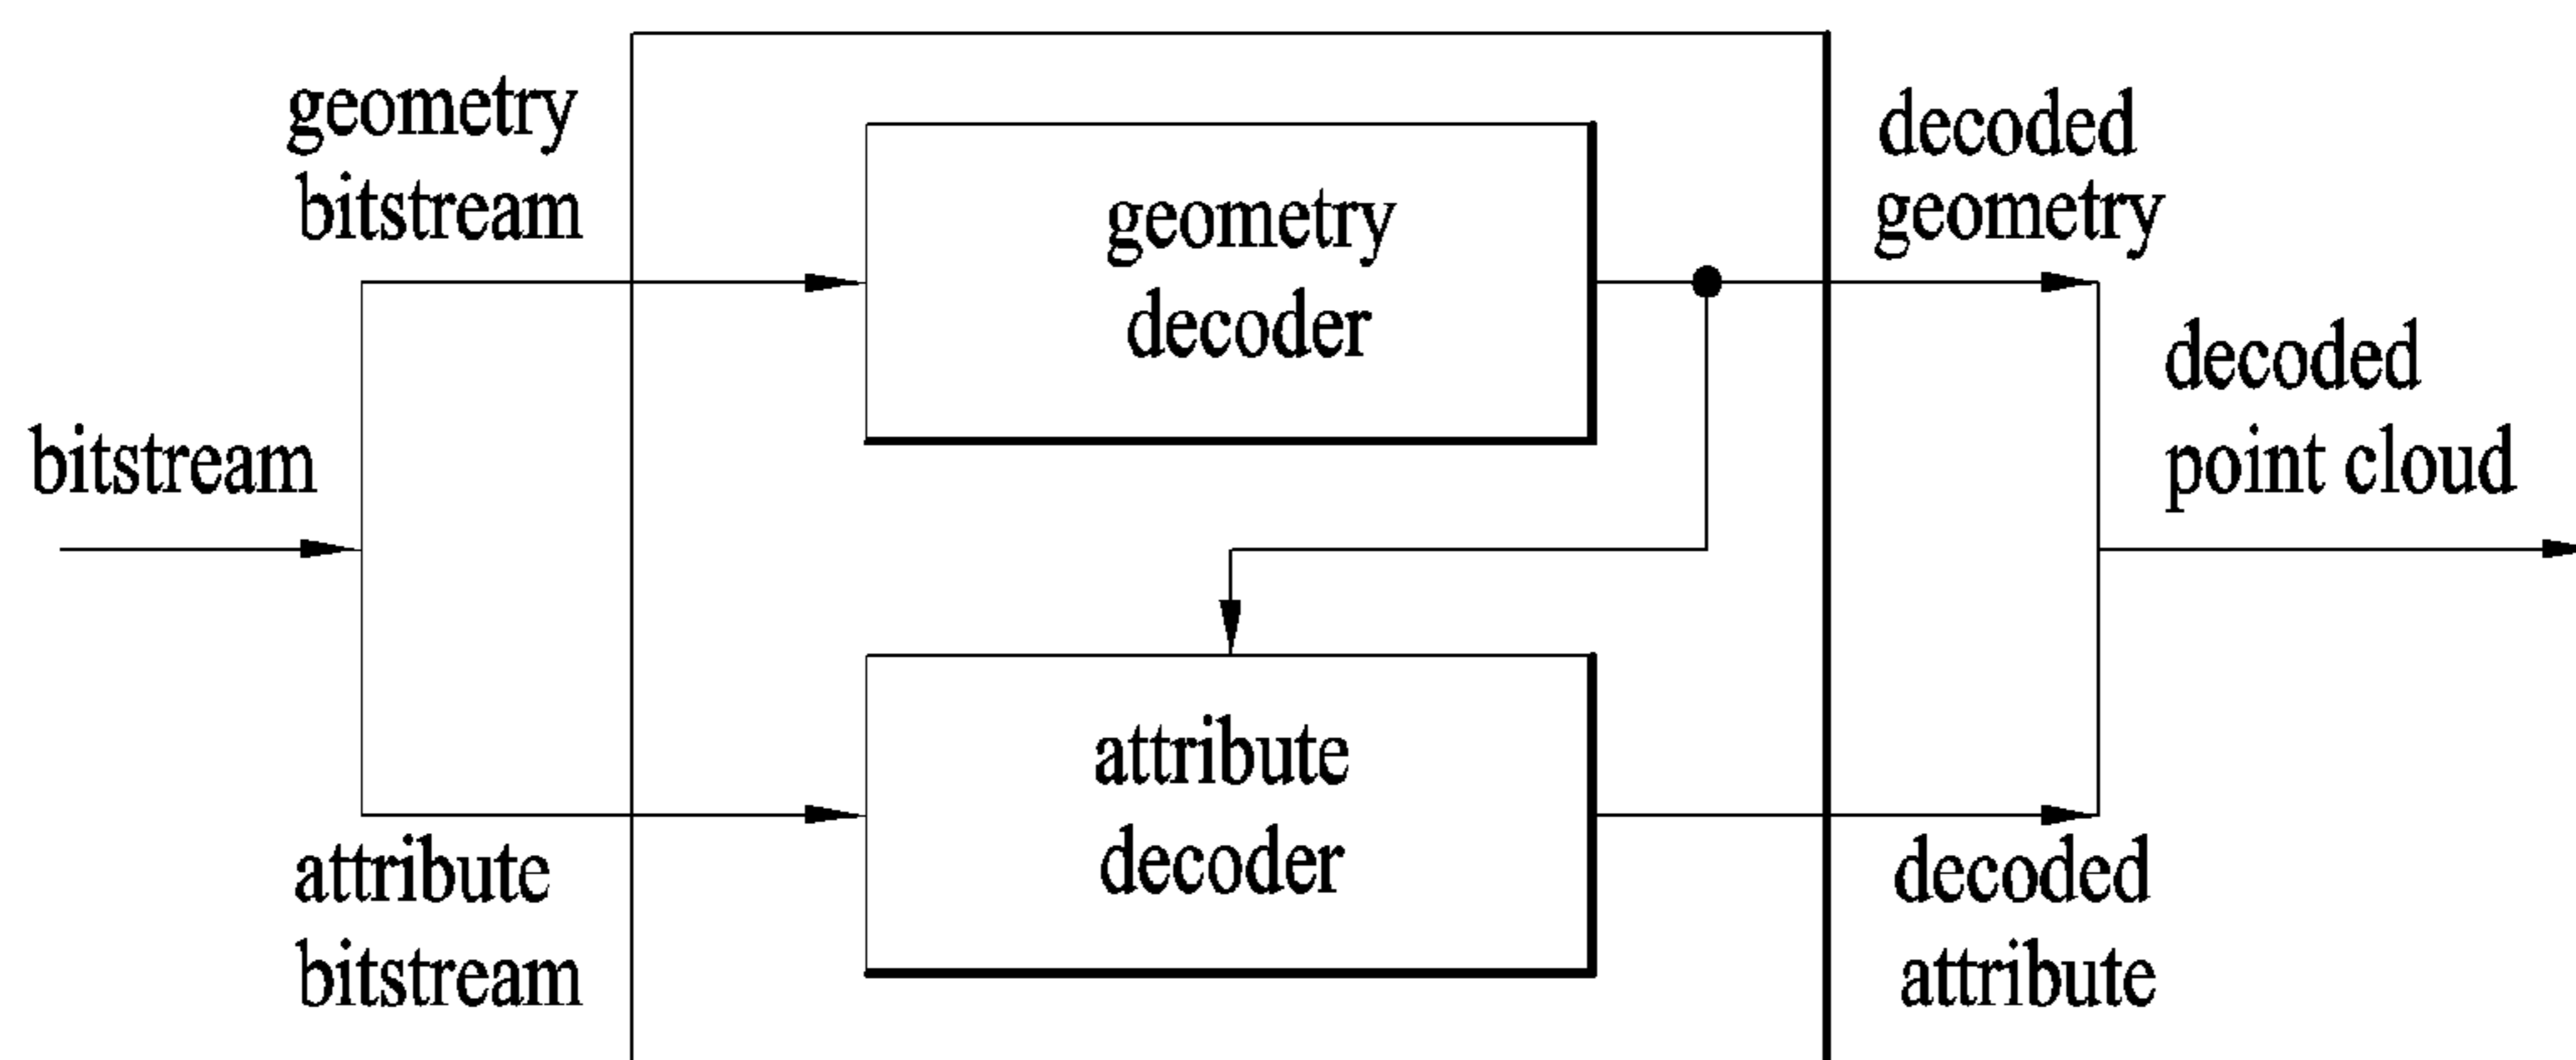 geometry
bitstream
bitstream
attribute
bitstream
geometry
decoder
attribute
decoder
decoded
geometry
decoded
point cloud
decoded
attribute